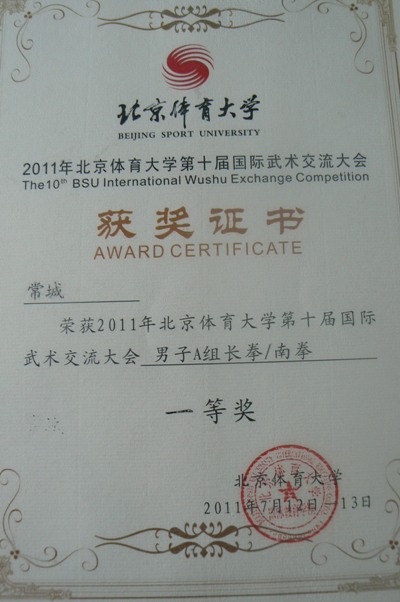 北京体育大学
BEIJING SPORT UNIVERSITY
2011年北京体育大学第十届国际武术交流大会
The 10th BSU International Wushu Exchange Competition
获奖证书
AWARD CERTIFICATE
常城
荣获2011年北京体育大学第十届国际
武术交流大会 男子A组长拳/南拳
一等奖
北京体育大学
2011年7月12日—13日